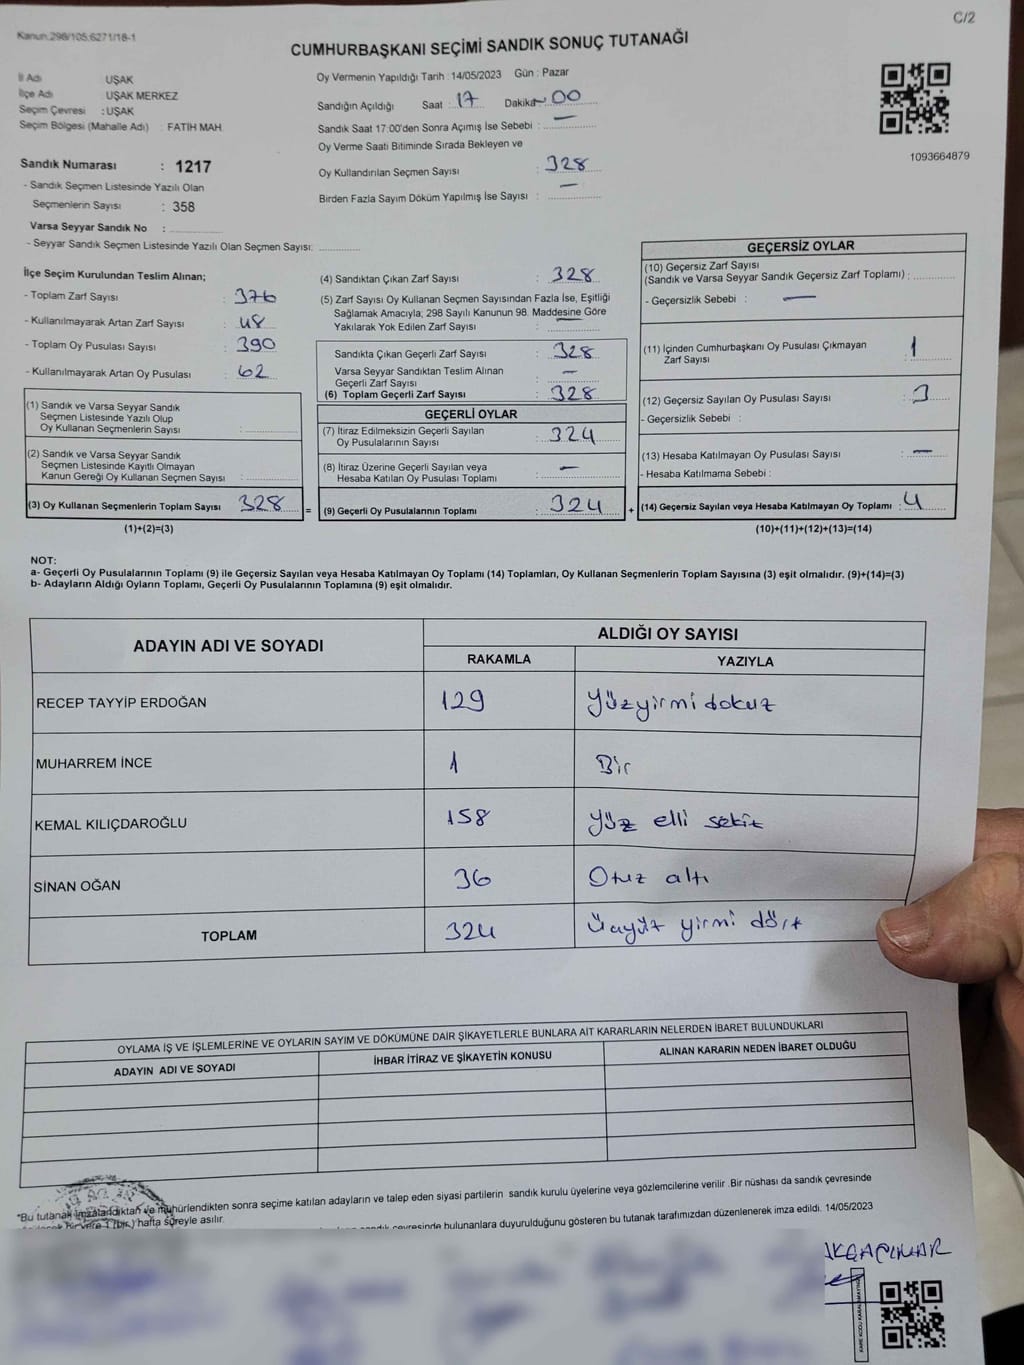 C/2
Kanun.298/105.6271/18-1
CUMHURBAŞKANI SEÇİMİ SANDIK SONUÇ TUTANAĞI
İl Adı UŞAK
İlçe Adı UŞAK MERKEZ
Seçim Çevresi : UŞAK
Seçim Bölgesi (Mahalle Adı) : FATİH MAH.
Oy Vermenin Yapıldığı Tarih : 14/05/2023 Gün : Pazar
Sandığın Açıldığı Saat : 17 Dakika 00
Sandık Saat 17:00'den Sonra Açımış İse Sebebi : —
Oy Verme Saati Bitiminde Sırada Bekleyen ve
Oy Kullandırılan Seçmen Sayısı : 328
Birden Fazla Sayım Döküm Yapılmış İse Sayısı : —
1093664879
Sandık Numarası : 1217
- Sandık Seçmen Listesinde Yazılı Olan
Seçmenlerin Sayısı : 358
Varsa Seyyar Sandık No :
- Seyyar Sandık Seçmen Listesinde Yazılı Olan Seçmen Sayısı:
İlçe Seçim Kurulundan Teslim Alınan;
- Toplam Zarf Sayısı : 376
- Kullanılmayarak Artan Zarf Sayısı : 48
- Toplam Oy Pusulası Sayısı : 390
- Kullanılmayarak Artan Oy Pusulası : 62
(1) Sandık ve Varsa Seyyar Sandık
Seçmen Listesinde Yazılı Olup
Oy Kullanan Seçmenlerin Sayısı :
(2) Sandık ve Varsa Seyyar Sandık
Seçmen Listesinde Kayıtlı Olmayan
Kanun Gereği Oy Kullanan Seçmen Sayısı :
(3) Oy Kullanan Seçmenlerin Toplam Sayısı 328 =
(1)+(2)=(3)
(4) Sandıktan Çıkan Zarf Sayısı : 328
(5) Zarf Sayısı Oy Kullanan Seçmen Sayısından Fazla İse, Eşitliği
Sağlamak Amacıyla; 298 Sayılı Kanunun 98. Maddesine Göre
Yakılarak Yok Edilen Zarf Sayısı : —
Sandıkta Çıkan Geçerli Zarf Sayısı : 328
Varsa Seyyar Sandıktan Teslim Alınan
Geçerli Zarf Sayısı : —
(6) Toplam Geçerli Zarf Sayısı : 328
GEÇERLİ OYLAR
(7) İtiraz Edilmeksizin Geçerli Sayılan
Oy Pusulalarının Sayısı : 324
(8) İtiraz Üzerine Geçerli Sayılan veya
Hesaba Katılan Oy Pusulası Toplamı : —
(9) Geçerli Oy Pusulalarının Toplamı : 324 +
GEÇERSİZ OYLAR
(10) Geçersiz Zarf Sayısı
(Sandık ve Varsa Seyyar Sandık Geçersiz Zarf Toplamı) :
- Geçersizlik Sebebi : —
(11) İçinden Cumhurbaşkanı Oy Pusulası Çıkmayan
Zarf Sayısı : 1
(12) Geçersiz Sayılan Oy Pusulası Sayısı : 3
- Geçersizlik Sebebi :
(13) Hesaba Katılmayan Oy Pusulası Sayısı : —
- Hesaba Katılmama Sebebi :
(14) Geçersiz Sayılan veya Hesaba Katılmayan Oy Toplamı : 4
(10)+(11)+(12)+(13)=(14)
NOT:
a- Geçerli Oy Pusulalarının Toplamı (9) ile Geçersiz Sayılan veya Hesaba Katılmayan Oy Toplamı (14) Toplamları, Oy Kullanan Seçmenlerin Toplam Sayısına (3) eşit olmalıdır. (9)+(14)=(3)
b- Adayların Aldığı Oyların Toplamı, Geçerli Oy Pusulalarının Toplamına (9) eşit olmalıdır.
ADAYIN ADI VE SOYADI ALDIĞI OY SAYISI
RAKAMLA YAZIYLA
RECEP TAYYİP ERDOĞAN 129 Yüzyirmi dokuz
MUHARREM İNCE 1 Bir
KEMAL KILIÇDAROĞLU 158 Yüz elli sekiz
SİNAN OĞAN 36 Otuz altı
TOPLAM 324 Üçyüz yirmi dört
OYLAMA İŞ VE İŞLEMLERİNE VE OYLARIN SAYIM VE DÖKÜMÜNE DAİR ŞİKAYETLERLE BUNLARA AİT KARARLARIN NELERDEN İBARET BULUNDUKLARI
ADAYIN ADI VE SOYADI İHBAR İTİRAZ VE ŞİKAYETİN KONUSU ALINAN KARARIN NEDEN İBARET OLDUĞU
"Bu tutanak imzalandıktan ve mühürlendikten sonra seçime katılan adayların ve talep eden siyasi partilerin sandık kurulu üyelerine veya gözlemcilerine verilir .Bir nüshası da sandık çevresinde
bir yere 1 (bir) hafta süreyle asılır.
sandık çevresinde bulunanlara duyurulduğunu gösteren bu tutanak tarafımızdan düzenlenerek imza edildi. 14/05/2023